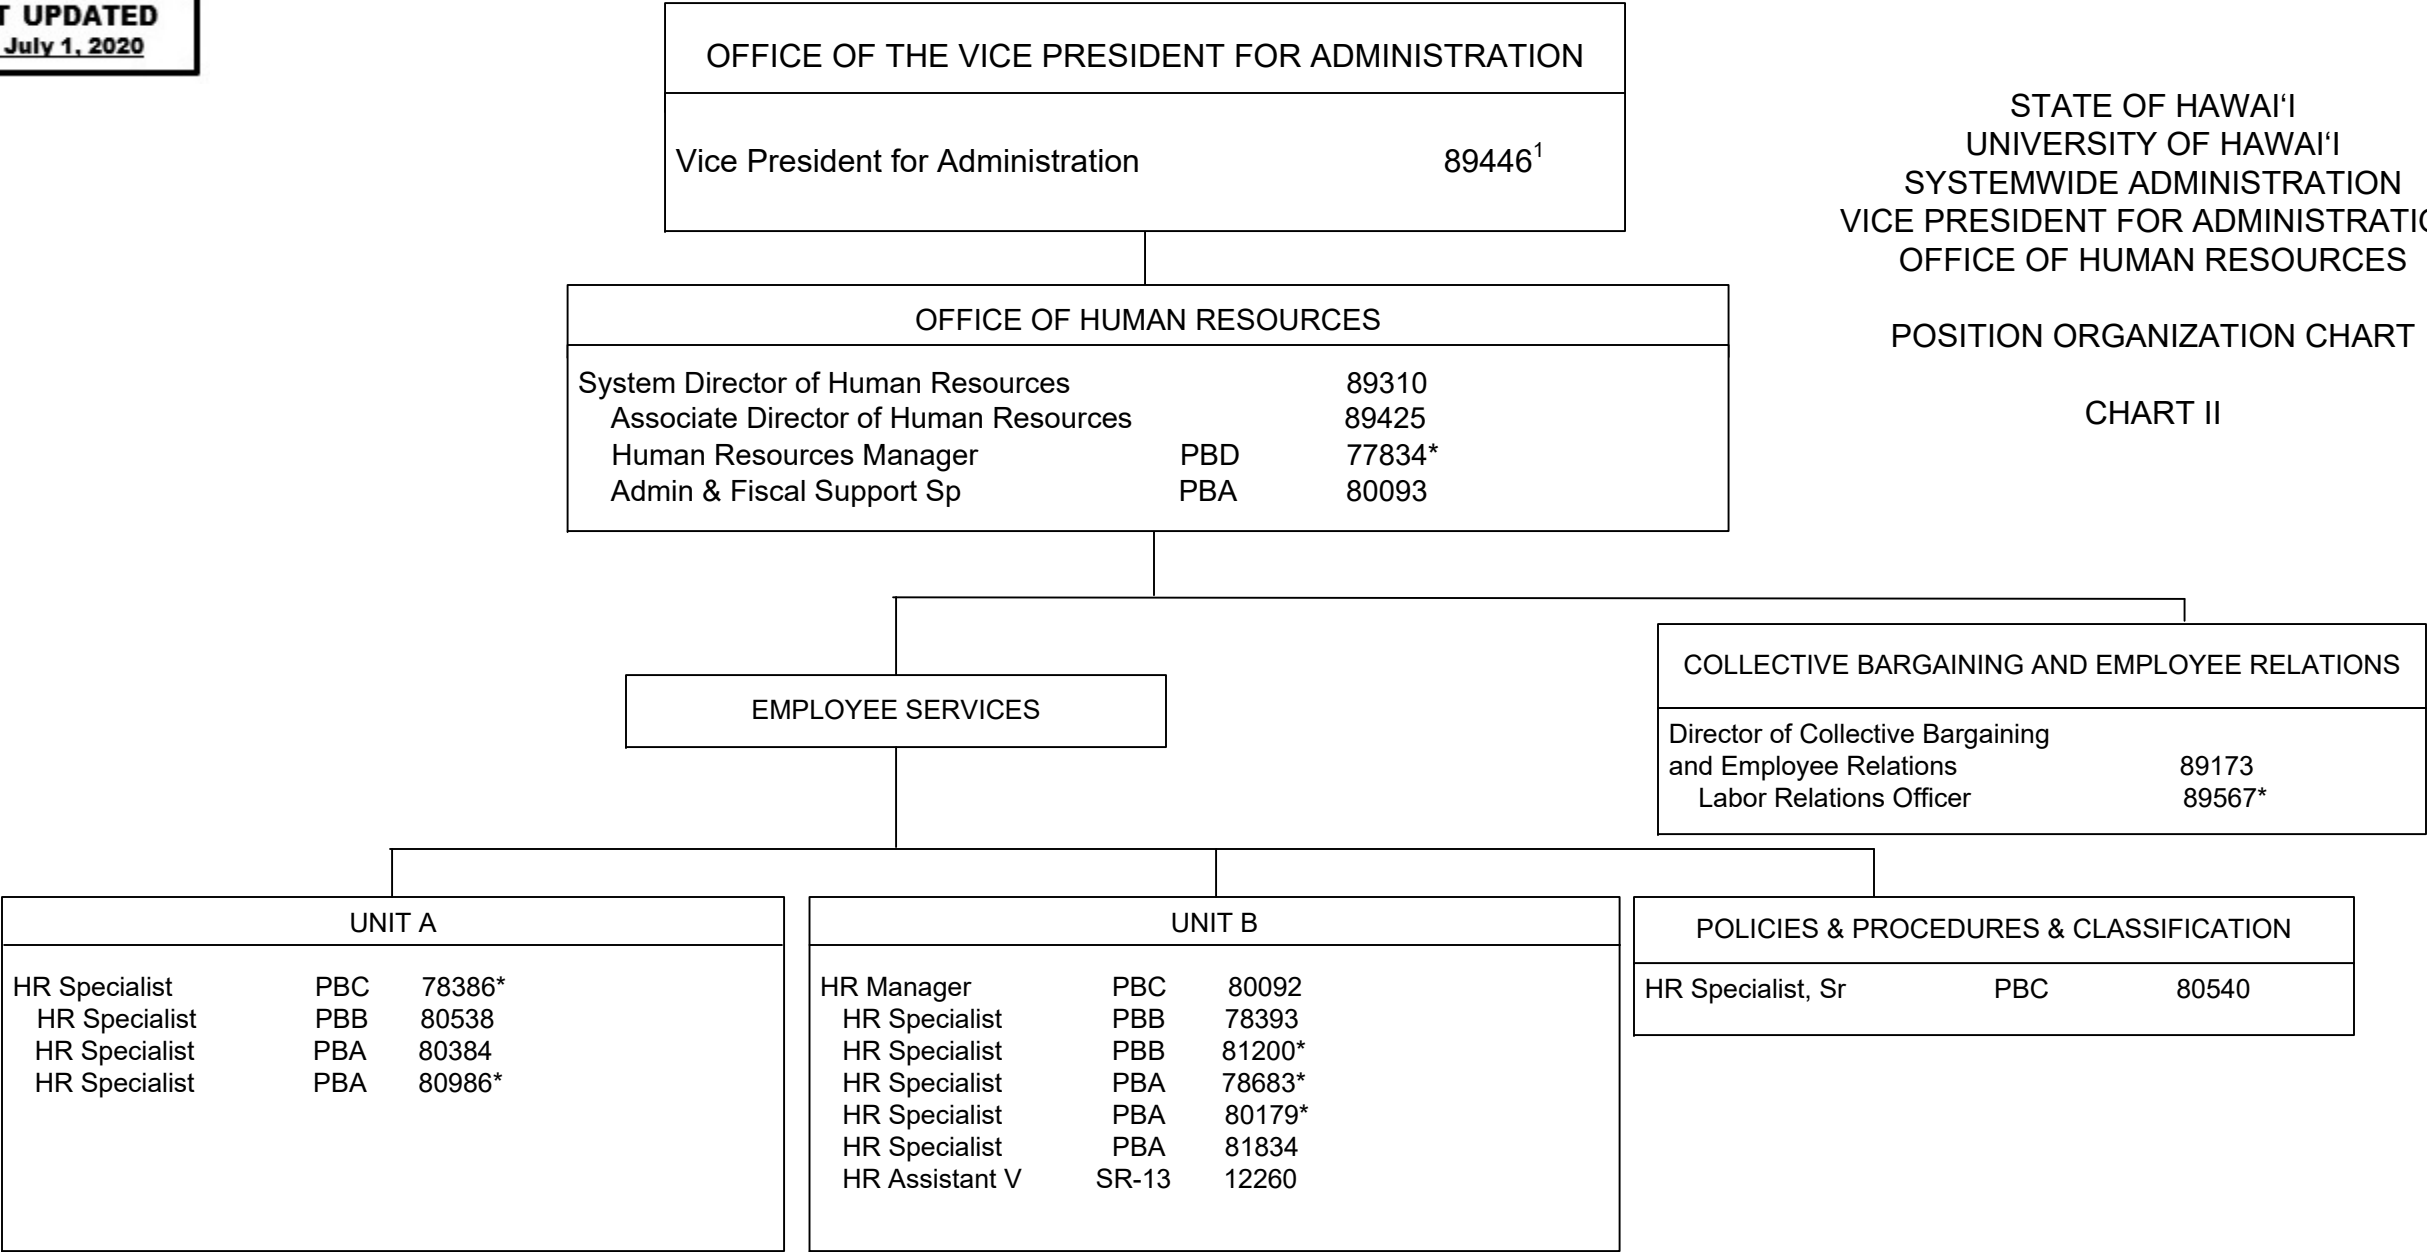 UPDATED
July 1, 2020
OFFICE OF THE VICE PRESIDENT FOR ADMINISTRATION
Vice President for Administration 89446¹
STATE OF HAWAIʻI
UNIVERSITY OF HAWAIʻI
SYSTEMWIDE ADMINISTRATION
VICE PRESIDENT FOR
OFFICE OF HUMAN RESOURCES
POSITION ORGANIZATION CHART
CHART II
OFFICE OF HUMAN RESOURCES
System Director of Human Resources 89310
Associate Director of Human Resources 89425
Human Resources Manager PBD 77834*
Admin & Fiscal Support Sp PBA 80093
EMPLOYEE SERVICES
COLLECTIVE BARGAINING AND EMPLOYEE RELATIONS
Director of Collective Bargaining
and Employee Relations 89173
Labor Relations Officer 89567*
UNIT A
HR Specialist PBC 78386*
HR Specialist PBB 80538
HR Specialist PBA 80384
HR Specialist PBA 80986*
UNIT B
HR Manager PBC 80092
HR Specialist PBB 78393
HR Specialist PBB 81200*
HR Specialist PBA 78683*
HR Specialist PBA 80179*
HR Specialist PBA 81834
HR Assistant V SR-13 12260
POLICIES & PROCEDURES & CLASSIFICATION
HR Specialist, Sr PBC 80540